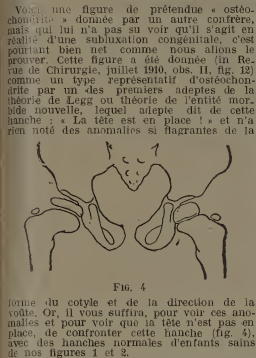 Voici une figure de prétendue « ostéo-
chondrite » donnée par un autre confrère,
mais qui lui n'a pas su voir qu'il s'agit en
réalité d'une subluxation congénitale, c'est
pourtant bien net comme nous allons le
prouver. Cette figure a été donnée (in Re-
vue de Chirurgie, juillet 1910, obs. II, fig. 12)
comme un type représentatif d'ostéochon-
drite par un des premiers adeptes de la
théorie de Legg ou théorie de l'entité mor-
bide nouvelle, lequel adepte dit de cette
hanche : « La tête est en place ! » et n'a
rien noté des anomalies si flagrantes de la
FIG. 4
forme du cotyle et de la direction de la
voûte. Or, il vous suffira, pour voir ces ano-
malies et pour voir que la tête n'est pas en
place, de confronter cette hanche (fig. 4),
avec des hanches normales d'enfants sains
de nos figures 1 et 2.